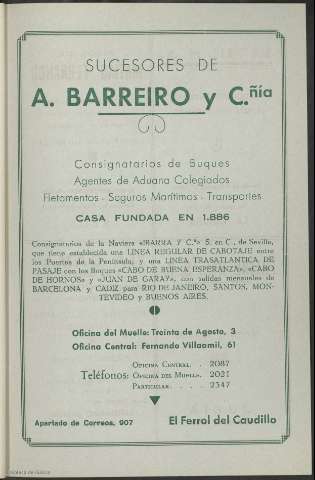 SUCESORES DE
A. BARREIRO y C.ñía
Consignatarios de Buques
Agentes de Aduana Colegiados
Fletamentos - Seguros Marítimos - Transportes
CASA FUNDADA EN 1.886
Consignatarios de la Naviera «IBARRA Y C.ª» S. en C., de Sevilla,
que tiene establecida una LINEA REGULAR DE CABOTAJE entre
los Puertos de la Península; y una LINEA TRASATLANTICA DE
PASAJE con los Buques «CABO DE BUENA ESPERANZA», «CABO
DE HORNOS» y «JUAN DE GARAY», con salidas mensuales de
BARCELONA y CADIZ para RIO DE JANEIRO, SANTOS, MON-
TEVIDEO y BUENOS AIRES.
Oficina del Muelle: Treinta de Agosto, 3
Oficina Central: Fernando Villaamil, 61
OFICINA CENTRAL . 2087
Teléfonos: OFICINA DEL MUELLE. 2021
PARTICULAR. . . . 2347
Apartado de Correos, 907
El Ferrol del Caudillo